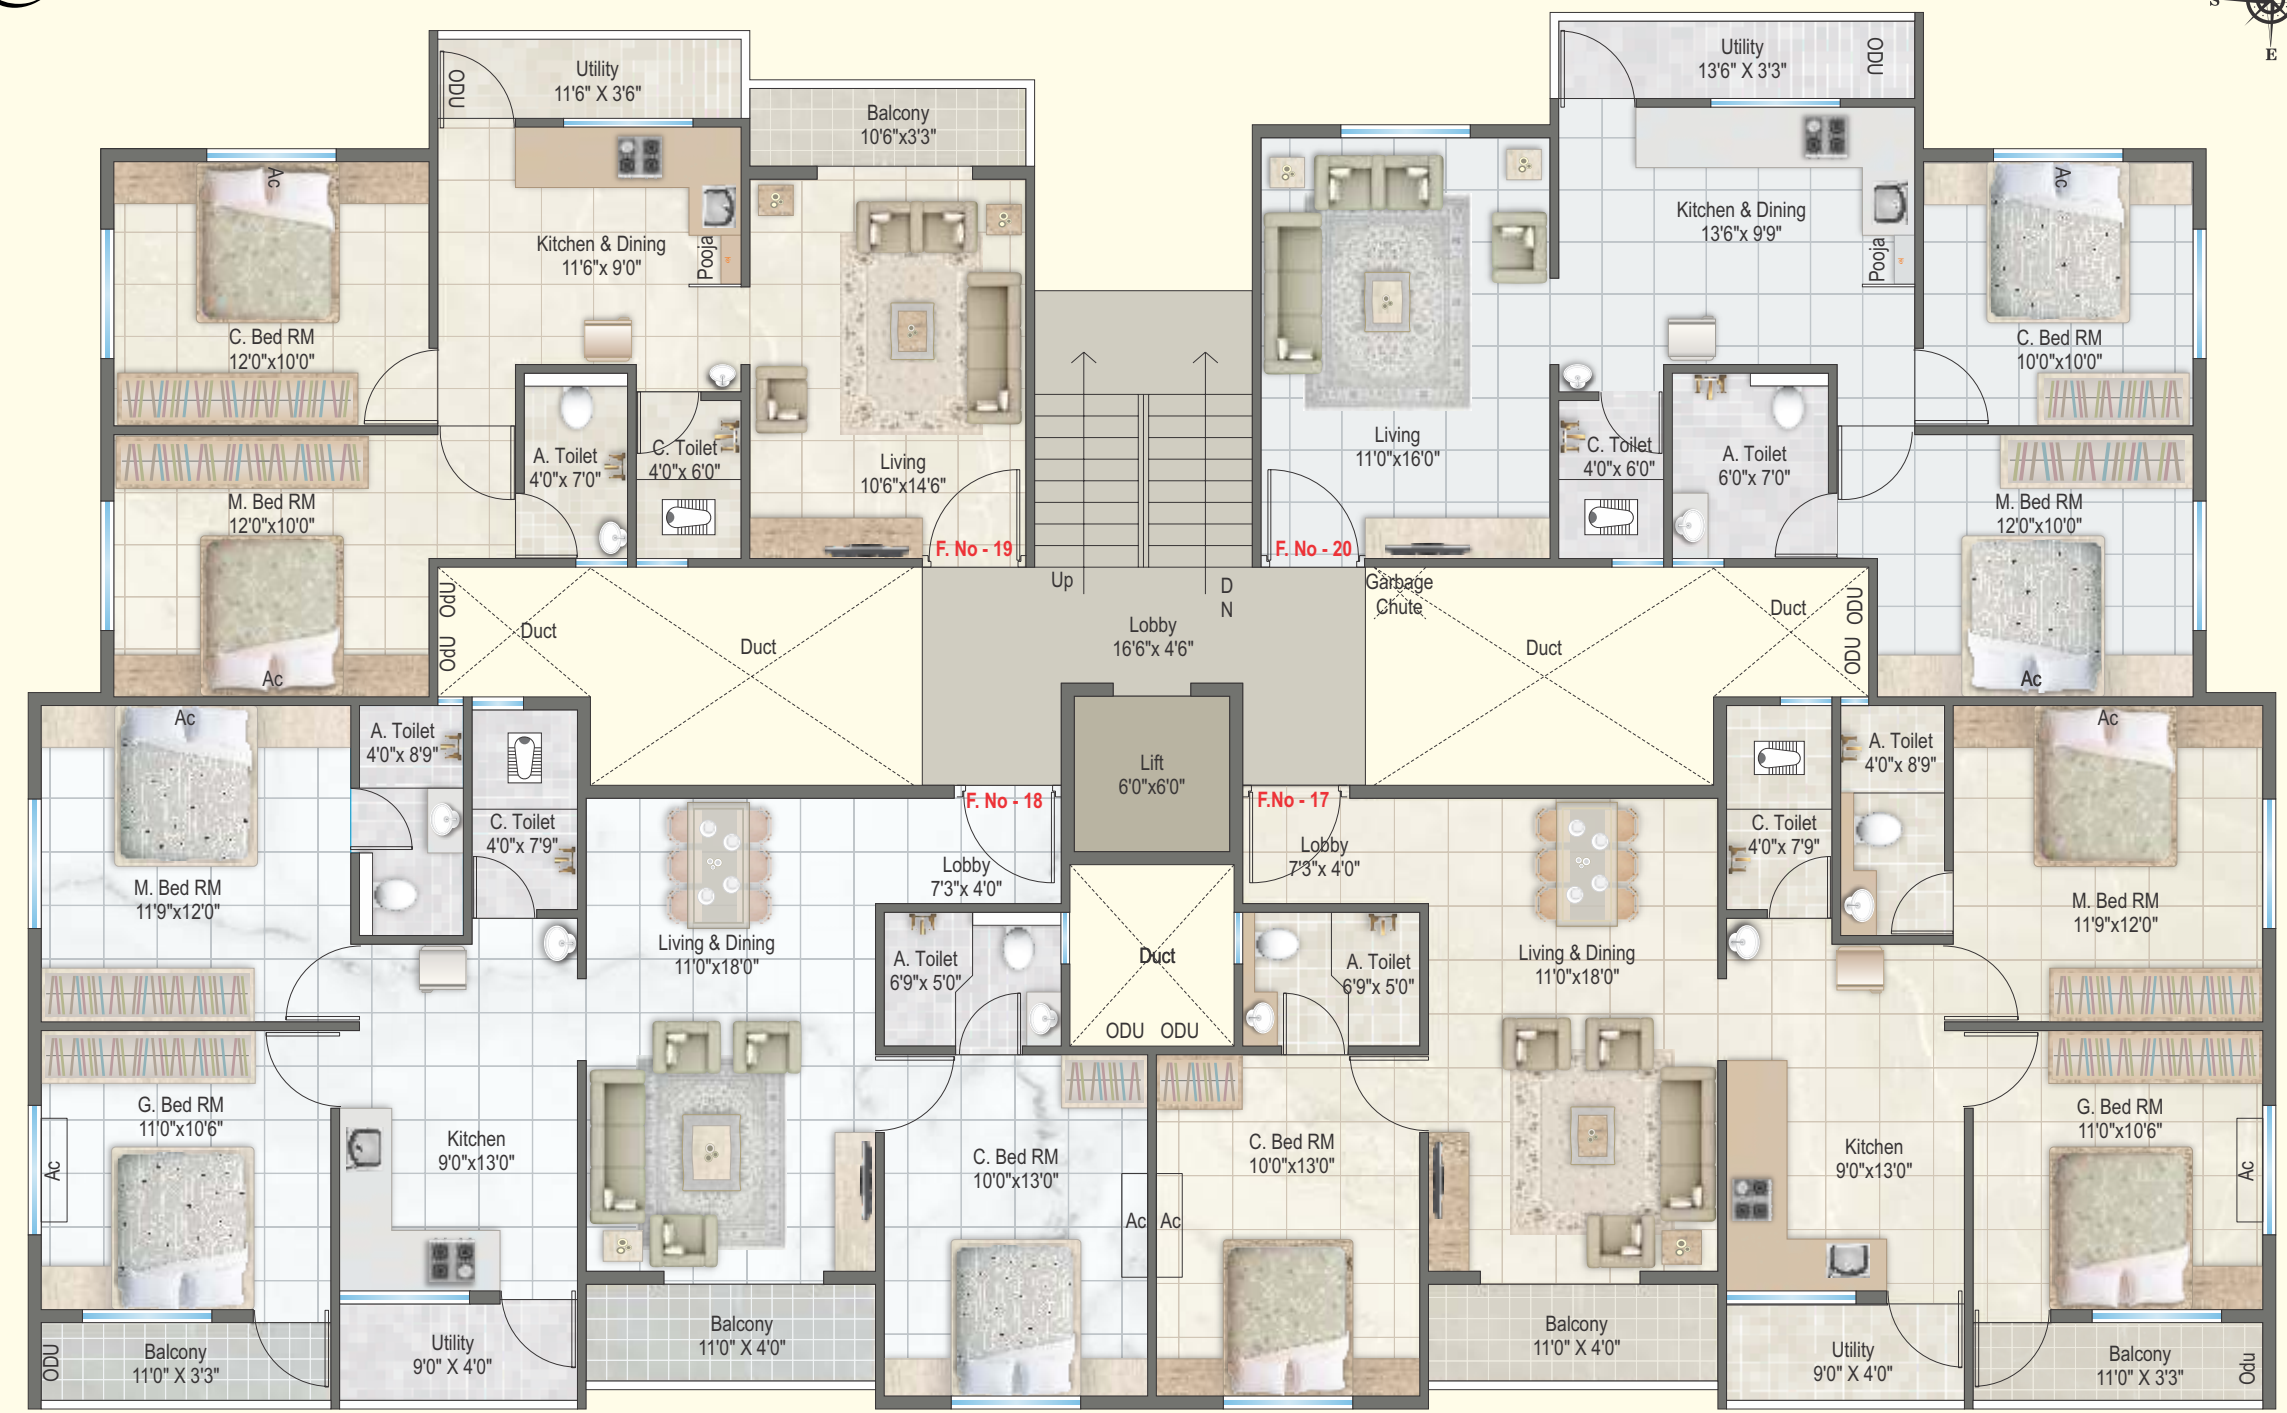 S
E
ODU
Utility
11'6" X 3'6"
Balcony
10'6"x3'3"
Ac
C. Bed RM
12'0"x10'0"
Kitchen & Dining
11'6"x 9'0"
Pooja
M. Bed RM
12'0"x10'0"
Ac
A. Toilet
4'0"x 7'0"
C. Toilet
4'0"x 6'0"
Living
10'6"x14'6"
F. No - 19
Utility
13'6" X 3'3"
ODU
Kitchen & Dining
13'6"x 9'9"
Pooja
Ac
C. Bed RM
10'0"x10'0"
Living
11'0"x16'0"
C. Toilet
4'0"x 6'0"
A. Toilet
6'0"x 7'0"
M. Bed RM
12'0"x10'0"
Ac
F. No - 20
ODU
ODU
Duct
Duct
Up
D
N
Lobby
16'6"x 4'6"
Garbage
Chute
Duct
Duct
ODU
ODU
Lift
6'0"x6'0"
Ac
M. Bed RM
11'9"x12'0"
A. Toilet
4'0"x 8'9"
C. Toilet
4'0"x 7'9"
F. No - 18
Lobby
7'3"x 4'0"
Living & Dining
11'0"x18'0"
A. Toilet
6'9"x 5'0"
G. Bed RM
11'0"x10'6"
Ac
Kitchen
9'0"x13'0"
C. Bed RM
10'0"x13'0"
Ac
ODU
Balcony
11'0" X 3'3"
Utility
9'0" X 4'0"
Balcony
11'0" X 4'0"
Duct
ODU ODU
F.No - 17
Lobby
7'3"x 4'0"
Living & Dining
11'0"x18'0"
A. Toilet
6'9"x 5'0"
C. Toilet
4'0"x 7'9"
A. Toilet
4'0"x 8'9"
Ac
M. Bed RM
11'9"x12'0"
C. Bed RM
10'0"x13'0"
Ac
Kitchen
9'0"x13'0"
G. Bed RM
11'0"x10'6"
Ac
Balcony
11'0" X 4'0"
Utility
9'0" X 4'0"
Balcony
11'0" X 3'3"
Odu